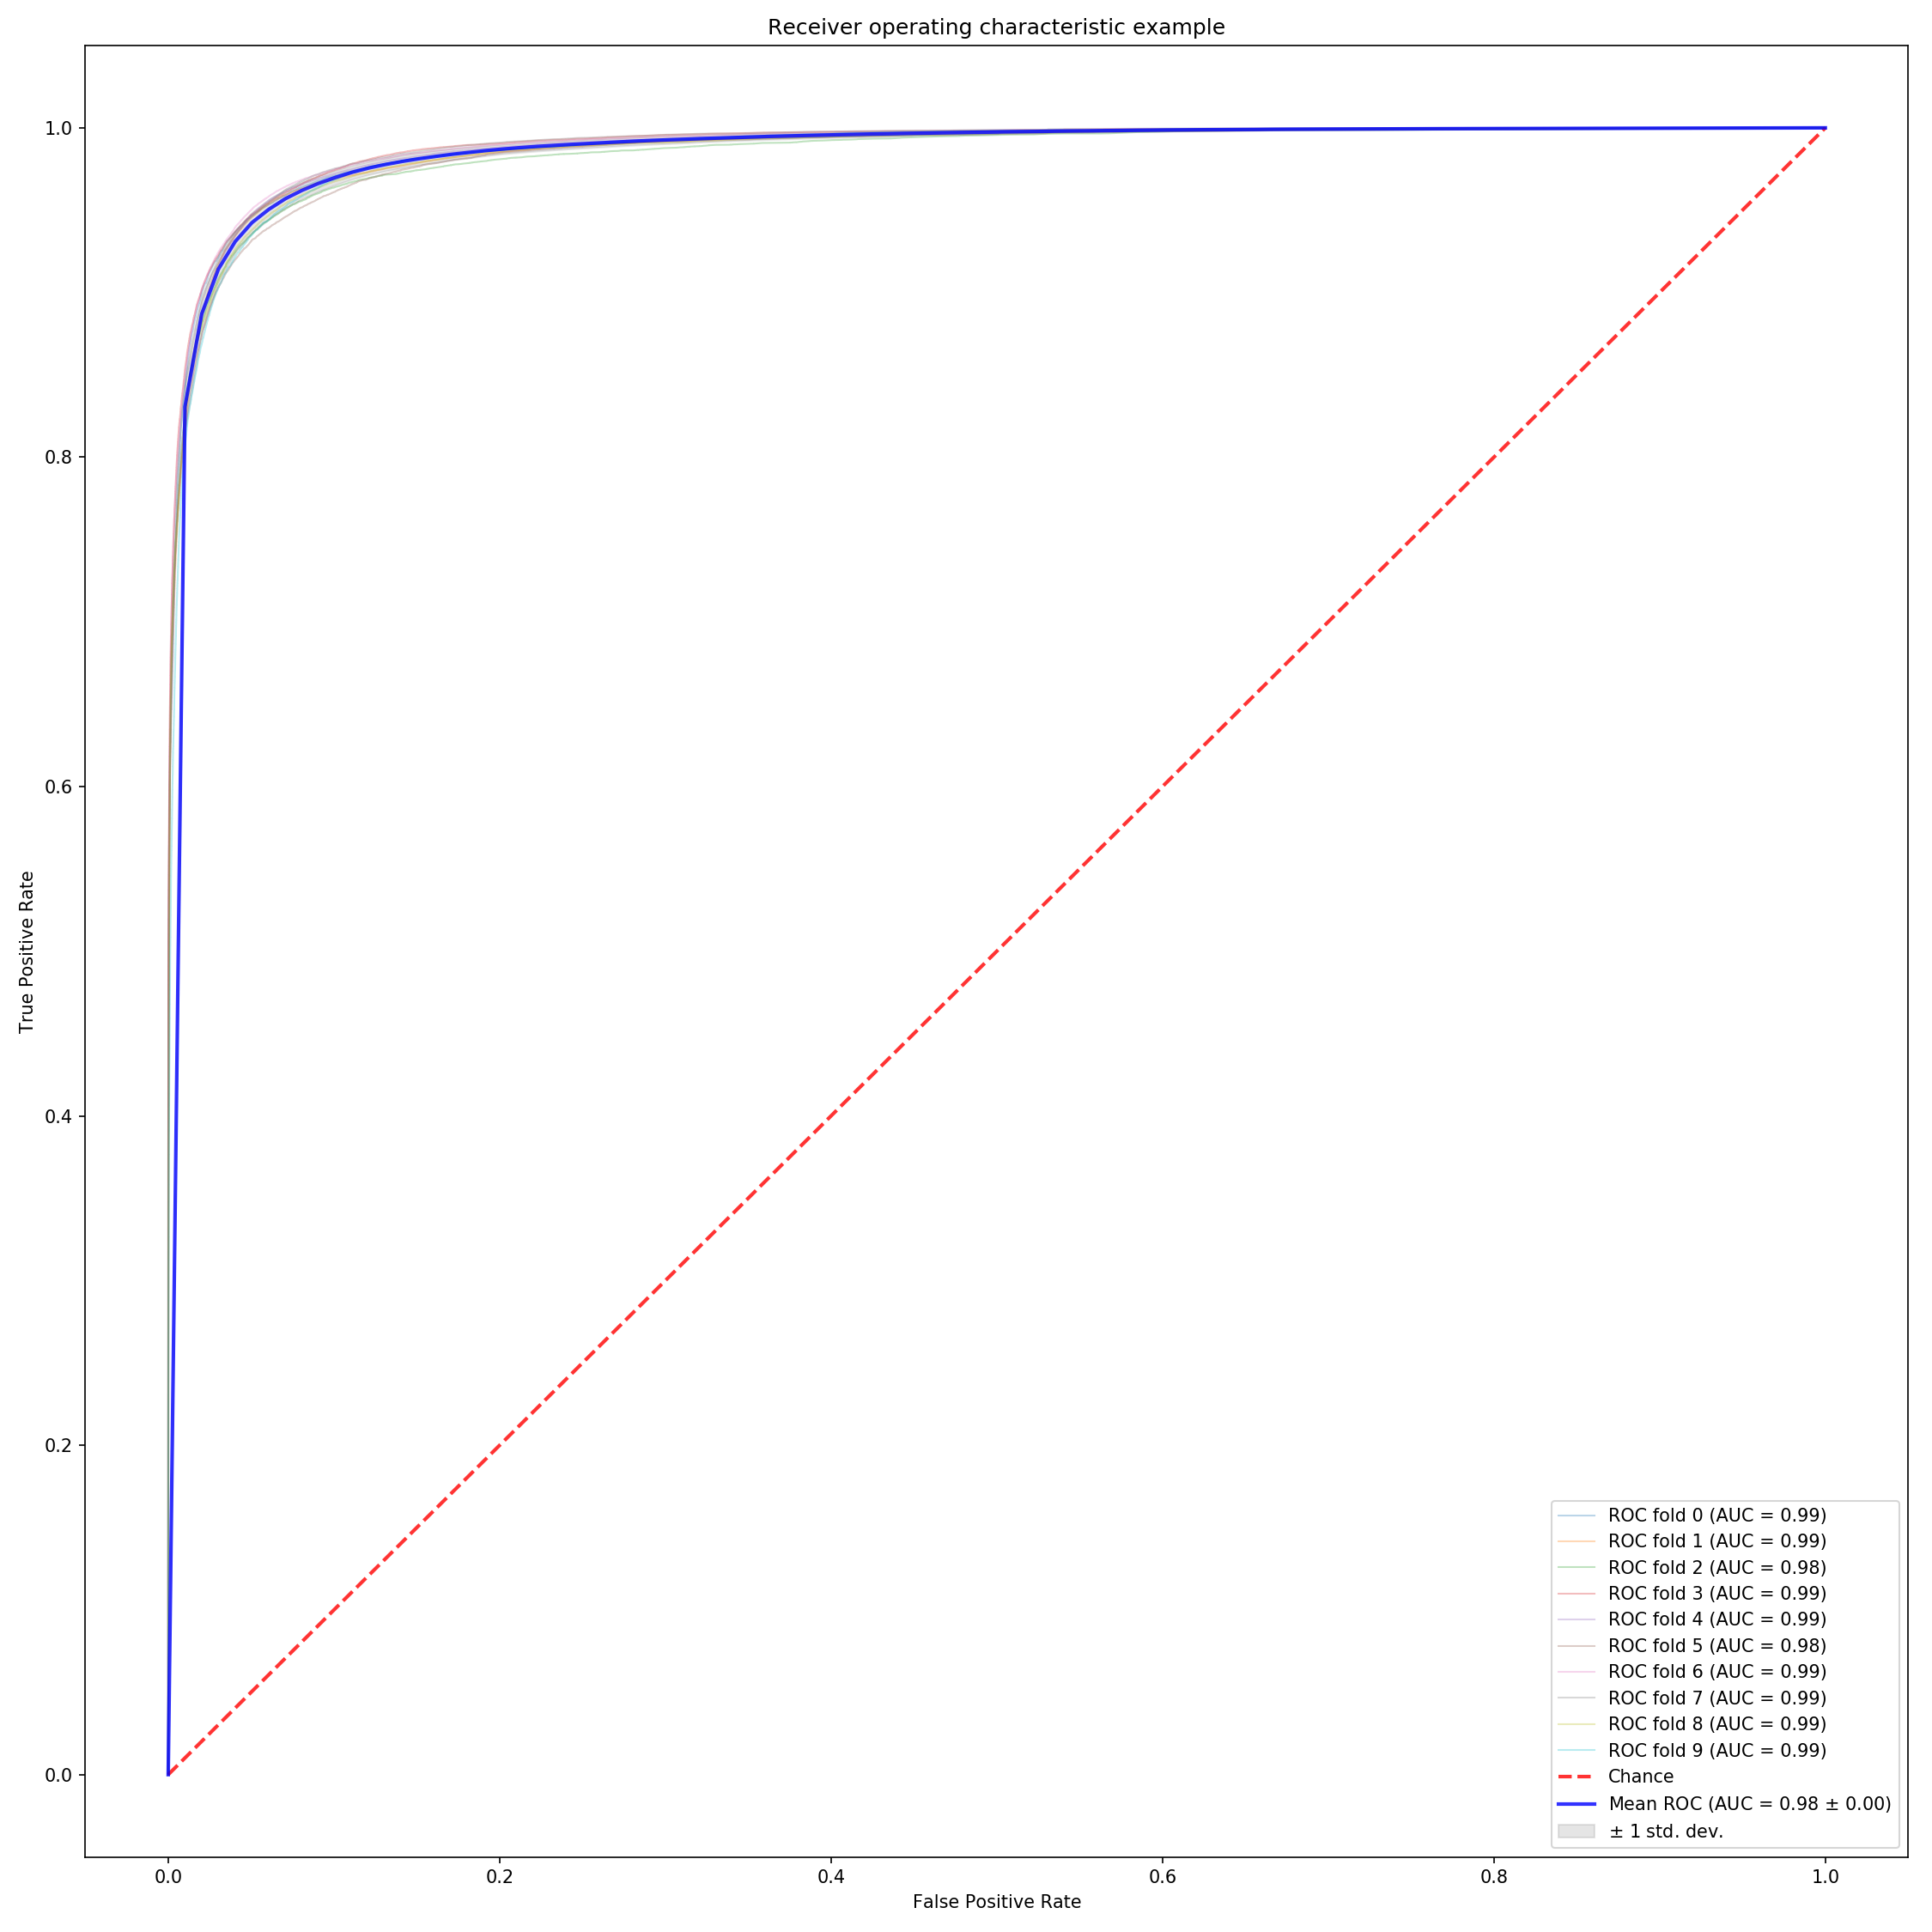 Receiver operating characteristic example
1.0
0.8
0.6
0.4
0.2
0.0
True Positive Rate
0.0 0.2 0.4 0.6 0.8 1.0
False Positive Rate
ROC fold 0 (AUC = 0.99)
ROC fold 1 (AUC = 0.99)
ROC fold 2 (AUC = 0.98)
ROC fold 3 (AUC = 0.99)
ROC fold 4 (AUC = 0.99)
ROC fold 5 (AUC = 0.98)
ROC fold 6 (AUC = 0.99)
ROC fold 7 (AUC = 0.99)
ROC fold 8 (AUC = 0.99)
ROC fold 9 (AUC = 0.99)
Chance
Mean ROC (AUC = 0.98 ± 0.00)
± 1 std. dev.